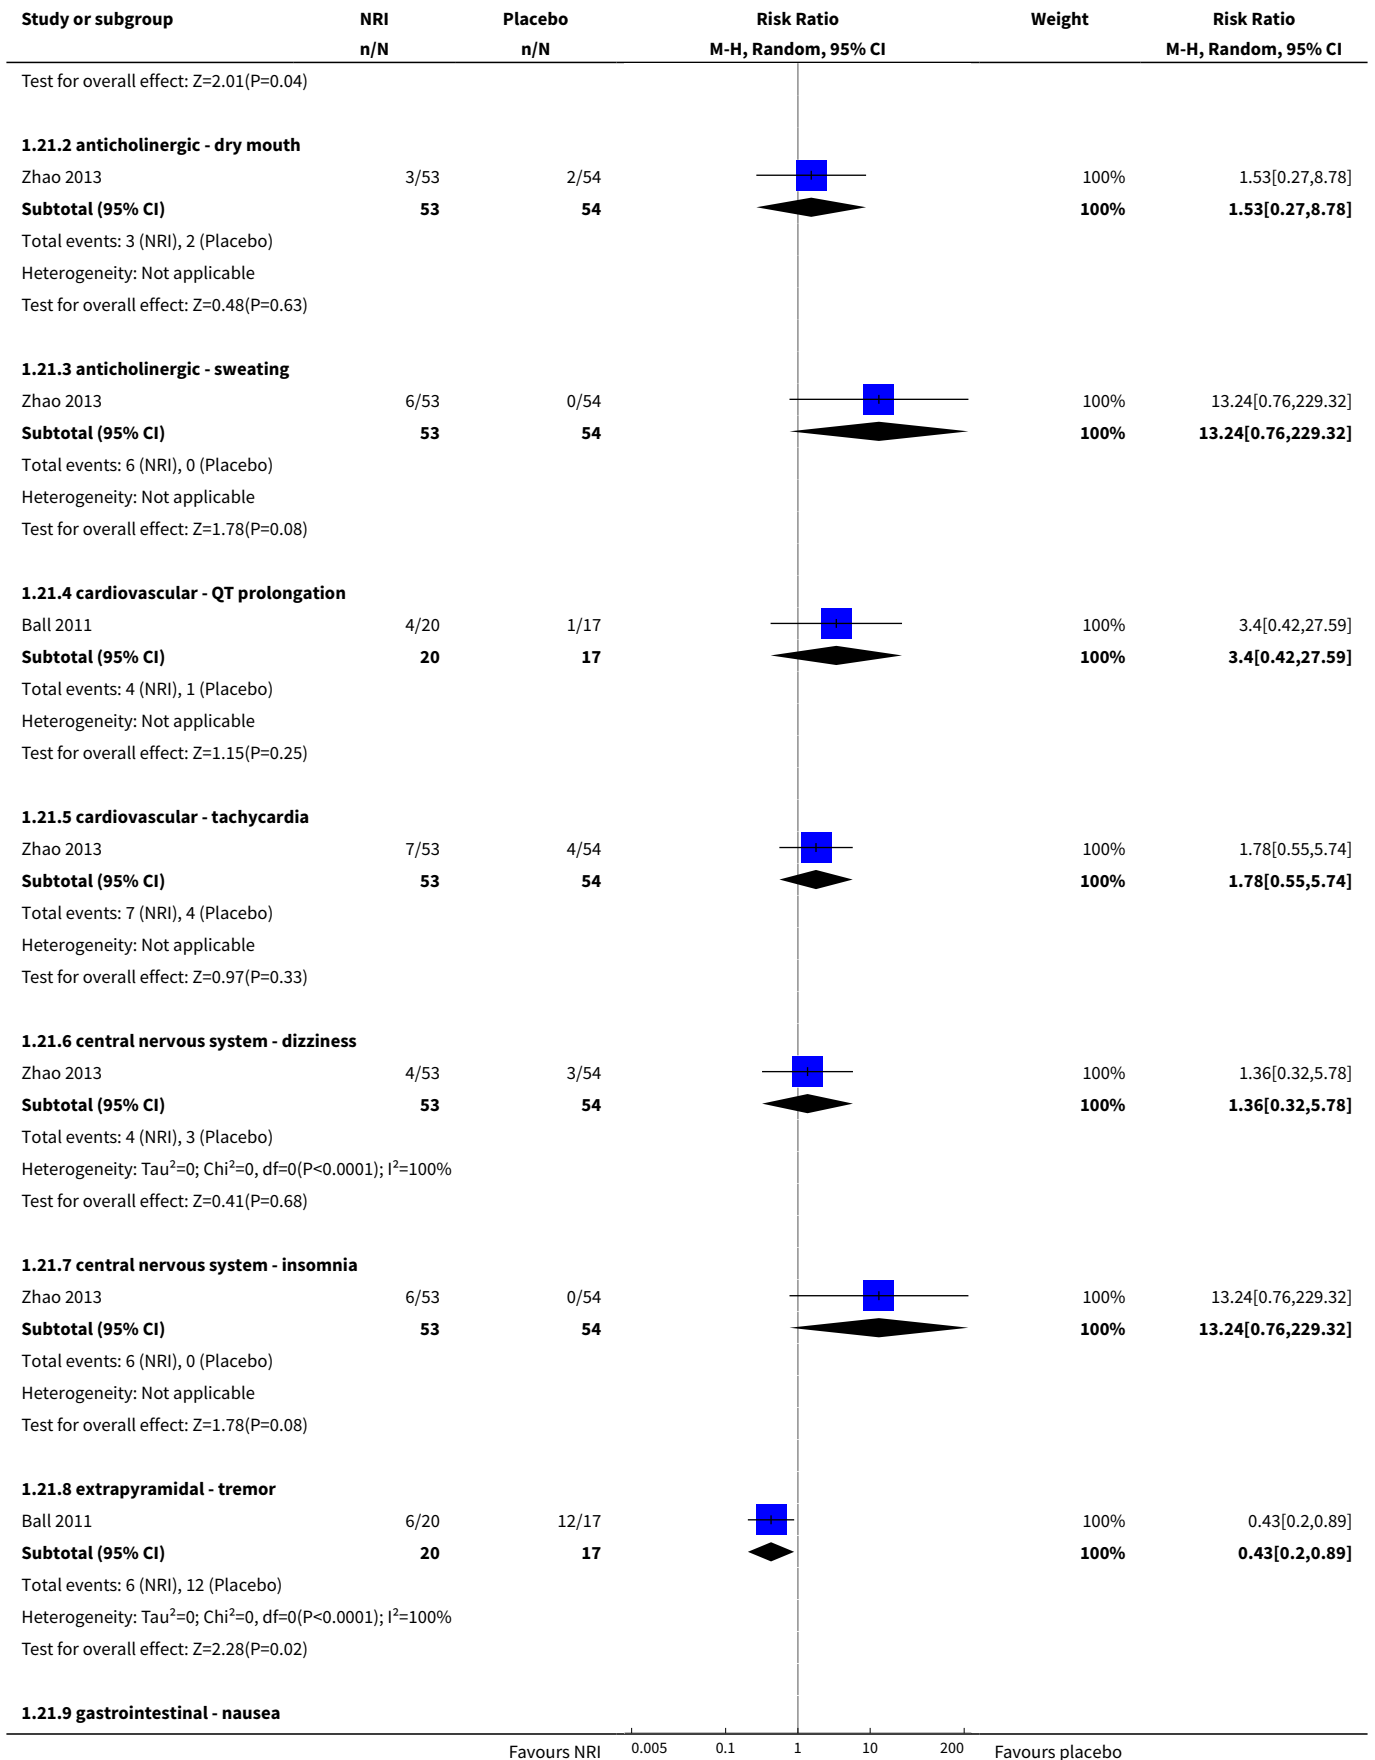 Study or subgroup NRI Placebo Risk Ratio Weight Risk Ratio
n/N n/N M-H, Random, 95% CI M-H, Random, 95% CI
Test for overall effect: Z=2.01(P=0.04)
1.21.2 anticholinergic - dry mouth
Zhao 2013 3/53 2/54 100% 1.53[0.27,8.78]
Subtotal (95% CI) 53 54 100% 1.53[0.27,8.78]
Total events: 3 (NRI), 2 (Placebo)
Heterogeneity: Not applicable
Test for overall effect: Z=0.48(P=0.63)
1.21.3 anticholinergic - sweating
Zhao 2013 6/53 0/54 100% 13.24[0.76,229.32]
Subtotal (95% CI) 53 54 100% 13.24[0.76,229.32]
Total events: 6 (NRI), 0 (Placebo)
Heterogeneity: Not applicable
Test for overall effect: Z=1.78(P=0.08)
1.21.4 cardiovascular - QT prolongation
Ball 2011 4/20 1/17 100% 3.4[0.42,27.59]
Subtotal (95% CI) 20 17 100% 3.4[0.42,27.59]
Total events: 4 (NRI), 1 (Placebo)
Heterogeneity: Not applicable
Test for overall effect: Z=1.15(P=0.25)
1.21.5 cardiovascular - tachycardia
Zhao 2013 7/53 4/54 100% 1.78[0.55,5.74]
Subtotal (95% CI) 53 54 100% 1.78[0.55,5.74]
Total events: 7 (NRI), 4 (Placebo)
Heterogeneity: Not applicable
Test for overall effect: Z=0.97(P=0.33)
1.21.6 central nervous system - dizziness
Zhao 2013 4/53 3/54 100% 1.36[0.32,5.78]
Subtotal (95% CI) 53 54 100% 1.36[0.32,5.78]
Total events: 4 (NRI), 3 (Placebo)
Heterogeneity: Tau²=0; Chi²=0, df=0(P<0.0001); I²=100%
Test for overall effect: Z=0.41(P=0.68)
1.21.7 central nervous system - insomnia
Zhao 2013 6/53 0/54 100% 13.24[0.76,229.32]
Subtotal (95% CI) 53 54 100% 13.24[0.76,229.32]
Total events: 6 (NRI), 0 (Placebo)
Heterogeneity: Not applicable
Test for overall effect: Z=1.78(P=0.08)
1.21.8 extrapyramidal - tremor
Ball 2011 6/20 12/17 100% 0.43[0.2,0.89]
Subtotal (95% CI) 20 17 100% 0.43[0.2,0.89]
Total events: 6 (NRI), 12 (Placebo)
Heterogeneity: Tau²=0; Chi²=0, df=0(P<0.0001); I²=100%
Test for overall effect: Z=2.28(P=0.02)
1.21.9 gastrointestinal - nausea
Favours NRI 0.005 0.1 1 10 200 Favours placebo